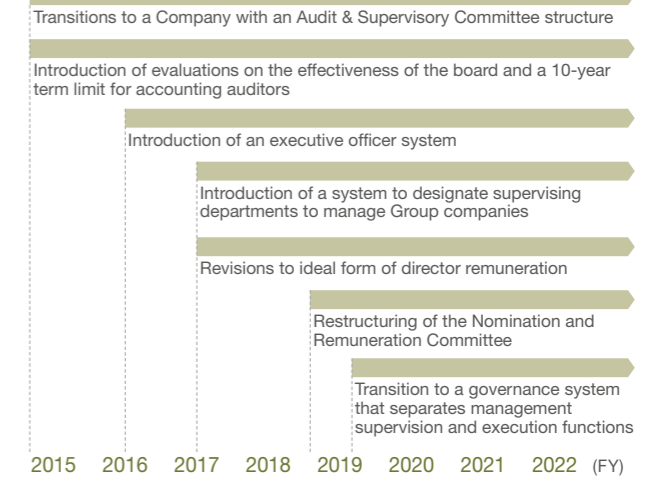 Transitions to a Company with an Audit & Supervisory Committee structure
Introduction of evaluations on the effectiveness of the board and a 10-year
term limit for accounting auditors
Introduction of an executive officer system
Introduction of a system to designate supervising
departments to manage Group companies
Revisions to ideal form of director remuneration
Restructuring of the Nomination and
Remuneration Committee
Transition to a governance system
that separates management
supervision and execution functions
2015 2016 2017 2018 2019 2020 2021 2022 (FY)